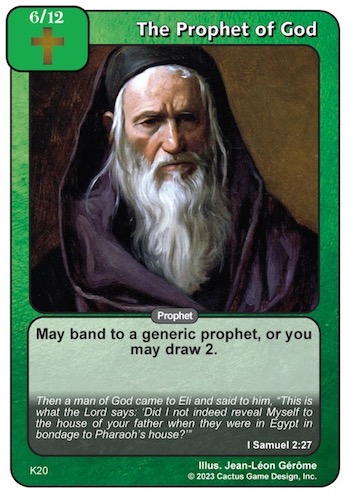 6/12
The Prophet of God
Prophet
May band to a generic prophet, or you
may draw 2.
Then a man of God came to Eli and said to him, “This is
what the Lord says: ‘Did I not indeed reveal Myself to
the house of your father when they were in Egypt in
bondage to Pharaoh’s house?’”
I Samuel 2:27
Illus. Jean-Léon Gérôme
K20
© 2023 Cactus Game Design, Inc.